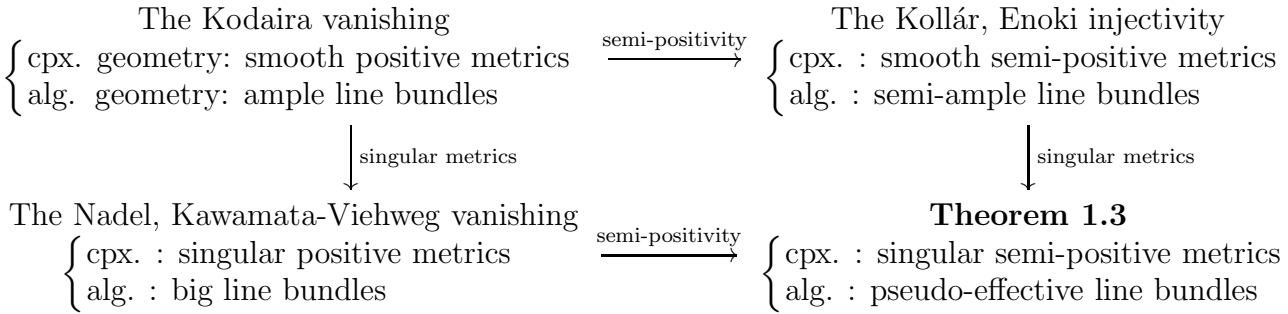 The Kodaira vanishing
cpx. geometry: smooth positive metrics
alg. geometry: ample line bundles
semi-positivity
The Kollár, Enoki injectivity
cpx. : smooth semi-positive metrics
alg. : semi-ample line bundles
singular metrics
singular metrics
The Nadel, Kawamata-Viehweg vanishing
cpx. : singular positive metrics
alg. : big line bundles
semi-positivity
Theorem 1.3
cpx. : singular semi-positive metrics
alg. : pseudo-effective line bundles